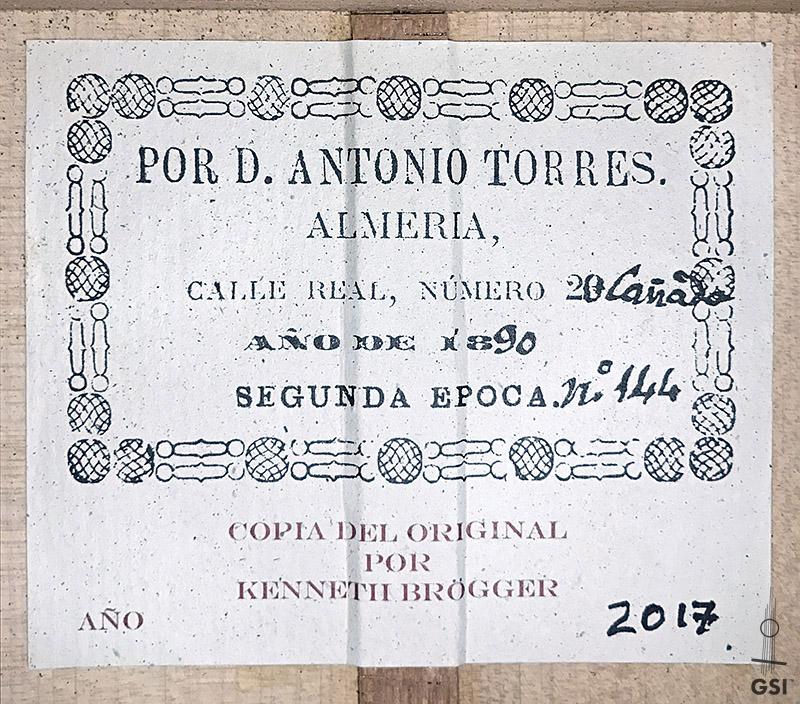 POR D. ANTONIO TORRES.
ALMERIA,
CALLE REAL, NÚMERO 20 Cañada
AÑO DE 1890
SEGUNDA EPOCA. nº 144
COPIA DEL ORIGINAL
POR
KENNETH BRÖGGER
AÑO 2017
GSI